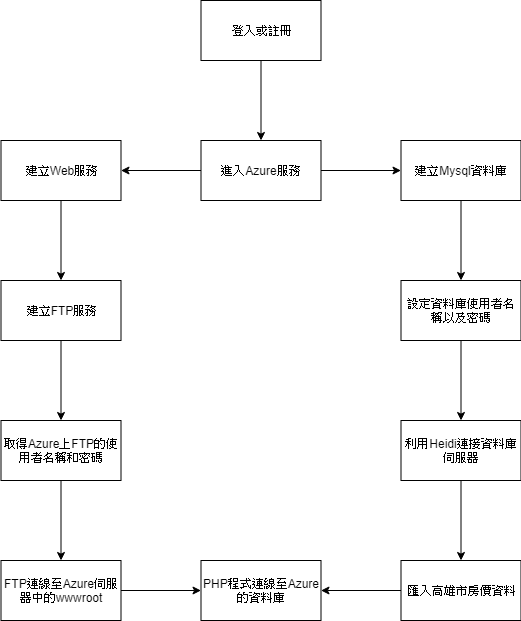 登入或註冊
建立Web服務
進入Azure服務
建立Mysql資料庫
建立FTP服務
設定資料庫使用者名
稱以及密碼
取得Azure上FTP的使
用者名稱和密碼
利用Heidi連接資料庫
伺服器
FTP連線至Azure伺服
器中的wwwroot
PHP程式連線至Azure
的資料庫
匯入高雄市房價資料